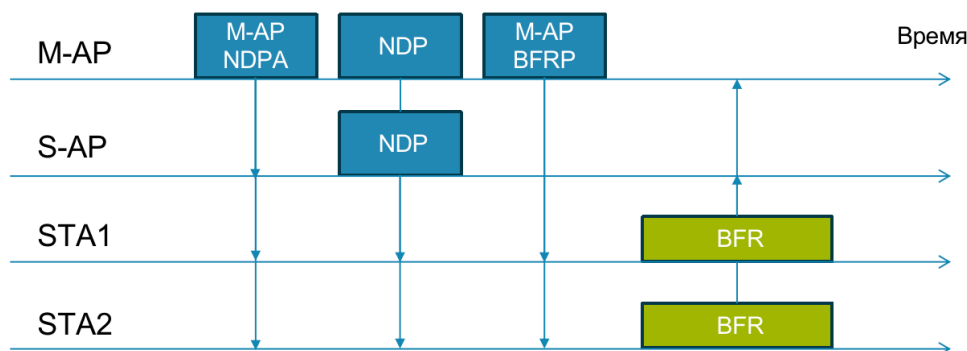 M-AP
M-AP
NDPA
NDP
M-AP
BFRP
Время
S-AP
NDP
STA1
BFR
STA2
BFR